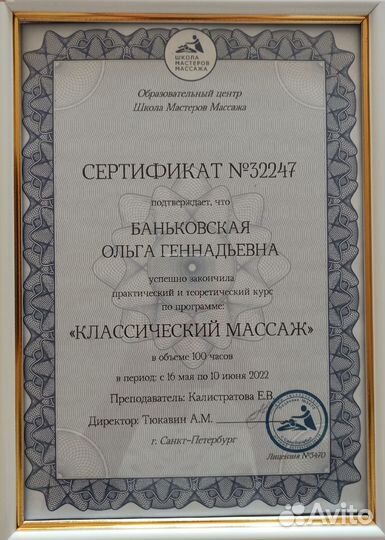 ШКОЛА
МАСТЕРОВ
МАССАЖА
Образовательный центр
Школа Мастеров Массажа
СЕРТИФИКАТ №32247
подтверждает, что
БАНЬКОВСКАЯ
ОЛЬГА ГЕННАДЬЕВНА
успешно закончила
практический и теоретический курс
по программе:
«КЛАССИЧЕСКИЙ МАССАЖ»
в объеме 100 часов
в период: с 16 мая по 10 июня 2022
Преподаватель: Калистратова Е.В.
Директор: Тюкавин А.М.
г. Санкт-Петербург
Лицензия №3470
Avito